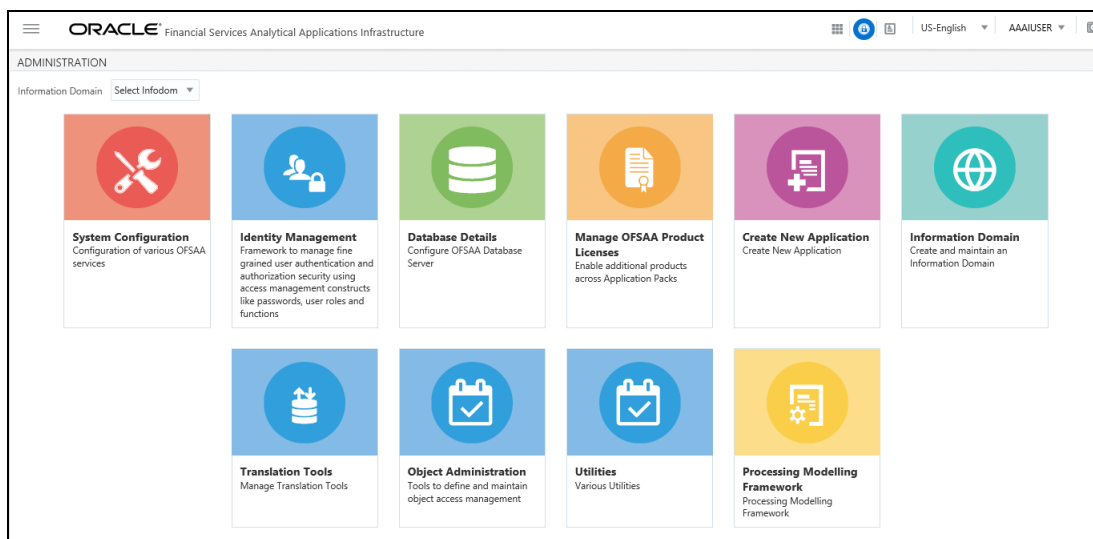 ORACLE® Financial Services Analytical Applications Infrastructure
US-English
AAAIUSER
ADMINISTRATION
Information Domain
Select Infodom
System Configuration
Configuration of various OFSAA
services
Identity Management
Framework to manage fine
grained user authentication and
authorization security using
access management constructs
like passwords, user roles and
functions
Database Details
Configure OFSAA Database
Server
Manage OFSAA Product
Licenses
Enable additional products
across Application Packs
Create New Application
Create New Application
Information Domain
Create and maintain an
Information Domain
Translation Tools
Manage Translation Tools
Object Administration
Tools to define and maintain
object access management
Utilities
Various Utilities
Processing Modelling
Framework
Processing Modelling
Framework